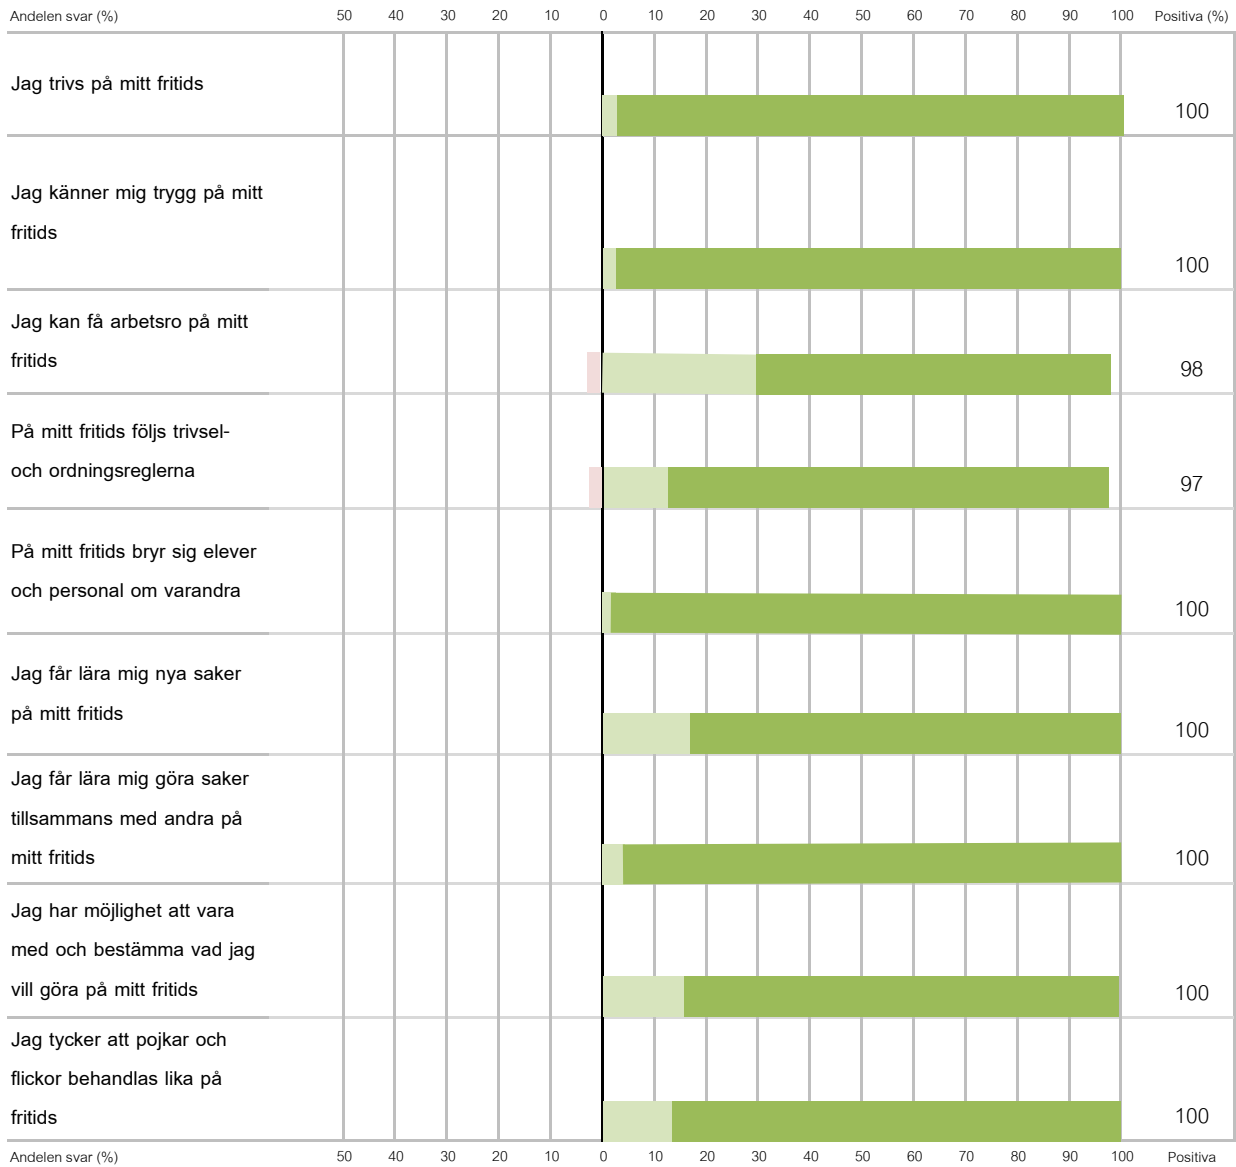 Andelen svar (%) 50 40 30 20 10 0 10 20 30 40 50 60 70 80 90 100 Positiva (%)
Jag trivs på mitt fritids
100
Jag känner mig trygg på mitt
fritids
100
Jag kan få arbetsro på mitt
fritids
98
På mitt fritids följs trivsel-
och ordningsreglerna
97
På mitt fritids bryr sig elever
och personal om varandra
100
Jag får lära mig nya saker
på mitt fritids
100
Jag får lära mig göra saker
tillsammans med andra på
mitt fritids
100
Jag har möjlighet att vara
med och bestämma vad jag
vill göra på mitt fritids
100
Jag tycker att pojkar och
flickor behandlas lika på
fritids
100
Andelen svar (%) 50 40 30 20 10 0 10 20 30 40 50 60 70 80 90 100 Positiva